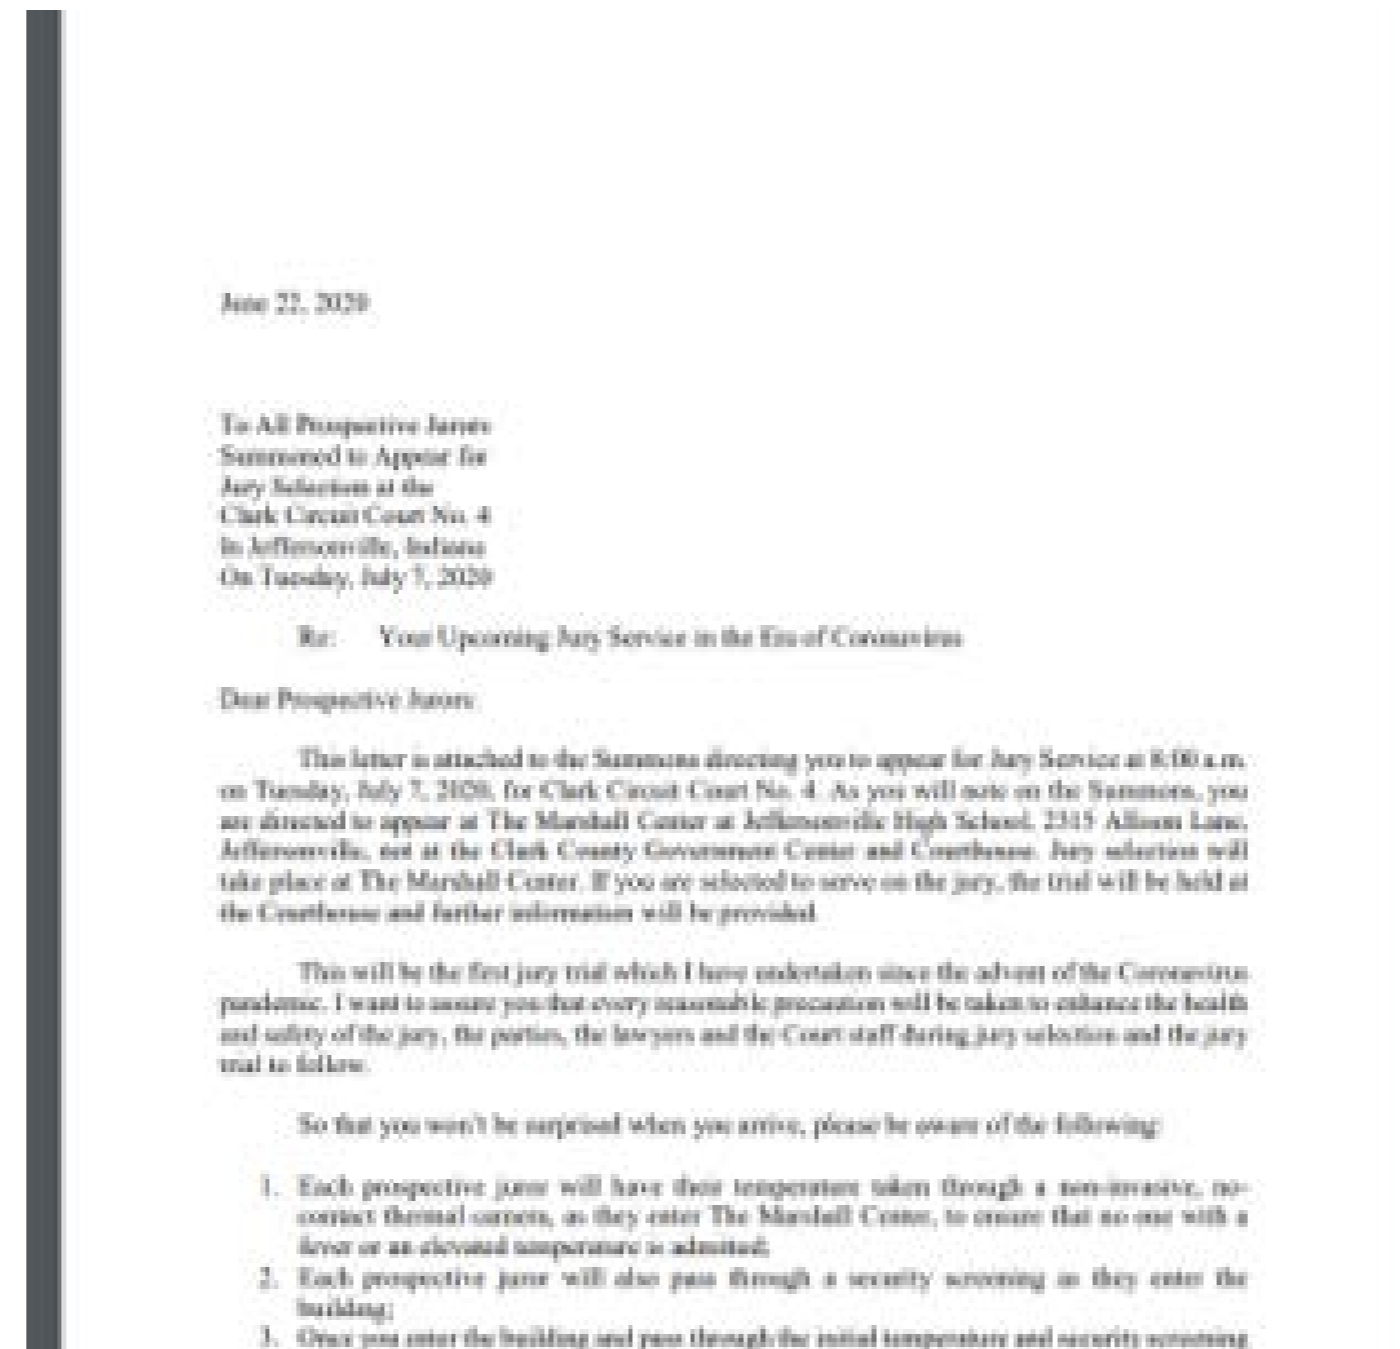 June 22, 2020
To All Prospective Jurors
Summoned to Appear for
Jury Selection at the
Clark Circuit Court No. 4
In Jeffersonville, Indiana
On Tuesday, July 7, 2020
Re: Your Upcoming Jury Service in the Era of Coronavirus
Dear Prospective Jurors:
This letter is attached to the Summons directing you to appear for Jury Service at 8:00 a.m.
on Tuesday, July 7, 2020, for Clark Circuit Court No. 4. As you will note on the Summons, you
are directed to appear at The Marshall Center at Jeffersonville High School, 2315 Allison Lane,
Jeffersonville, not at the Clark County Government Center and Courthouse. Jury selection will
take place at The Marshall Center. If you are selected to serve on the jury, the trial will be held at
the Courthouse and further information will be provided.
This will be the first jury trial which I have undertaken since the advent of the Coronavirus
pandemic. I want to assure you that every reasonable precaution will be taken to enhance the health
and safety of the jury, the parties, the lawyers and the Court staff during jury selection and the jury
trial to follow.
So that you won't be surprised when you arrive, please be aware of the following:
1. Each prospective juror will have their temperature taken through a non-invasive, no-
contact thermal camera, as they enter The Marshall Center, to ensure that no one with a
fever or an elevated temperature is admitted;
2. Each prospective juror will also pass through a security screening as they enter the
building;
3. Once you enter the building and pass through the initial temperature and security screening